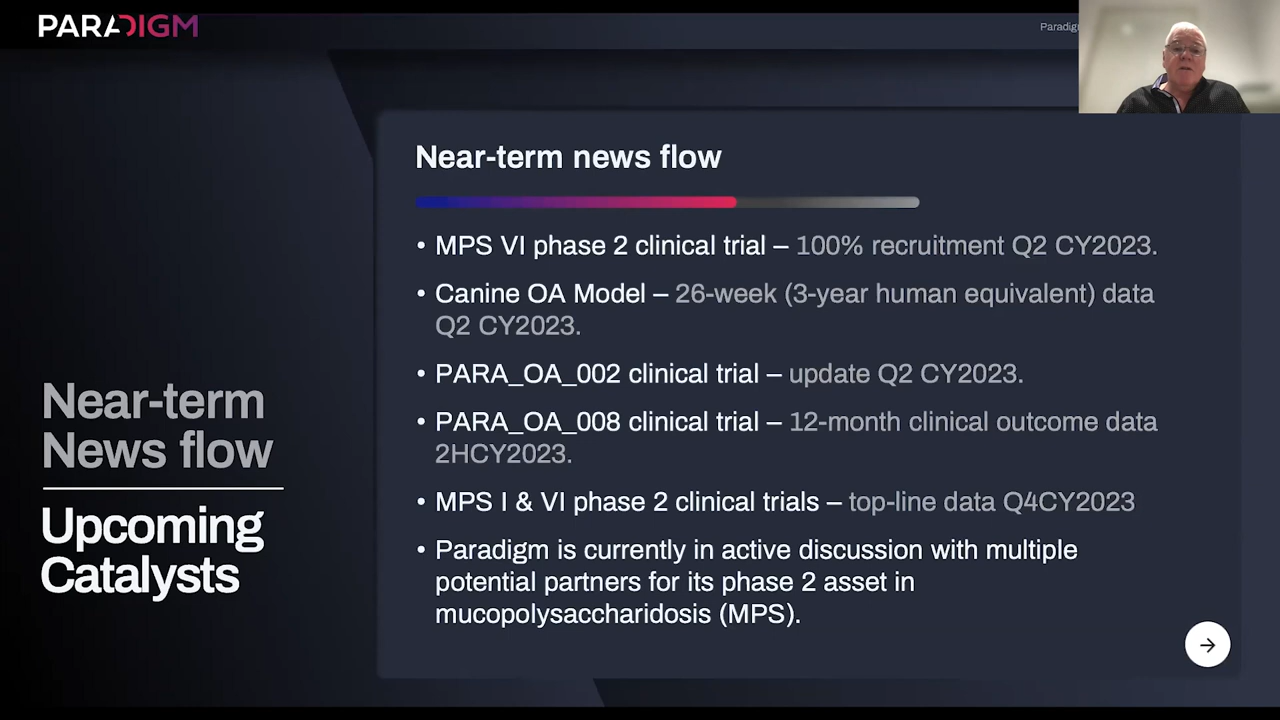 PARADIGM
Paradigm
Near-term news flow
• MPS VI phase 2 clinical trial – 100% recruitment Q2 CY2023.
• Canine OA Model – 26-week (3-year human equivalent) data
Q2 CY2023.
• PARA_OA_002 clinical trial – update Q2 CY2023.
• PARA_OA_008 clinical trial – 12-month clinical outcome data
2HCY2023.
• MPS I & VI phase 2 clinical trials – top-line data Q4CY2023
• Paradigm is currently in active discussion with multiple
potential partners for its phase 2 asset in
mucopolysaccharidosis (MPS).
Near-term
News flow
Upcoming
Catalysts